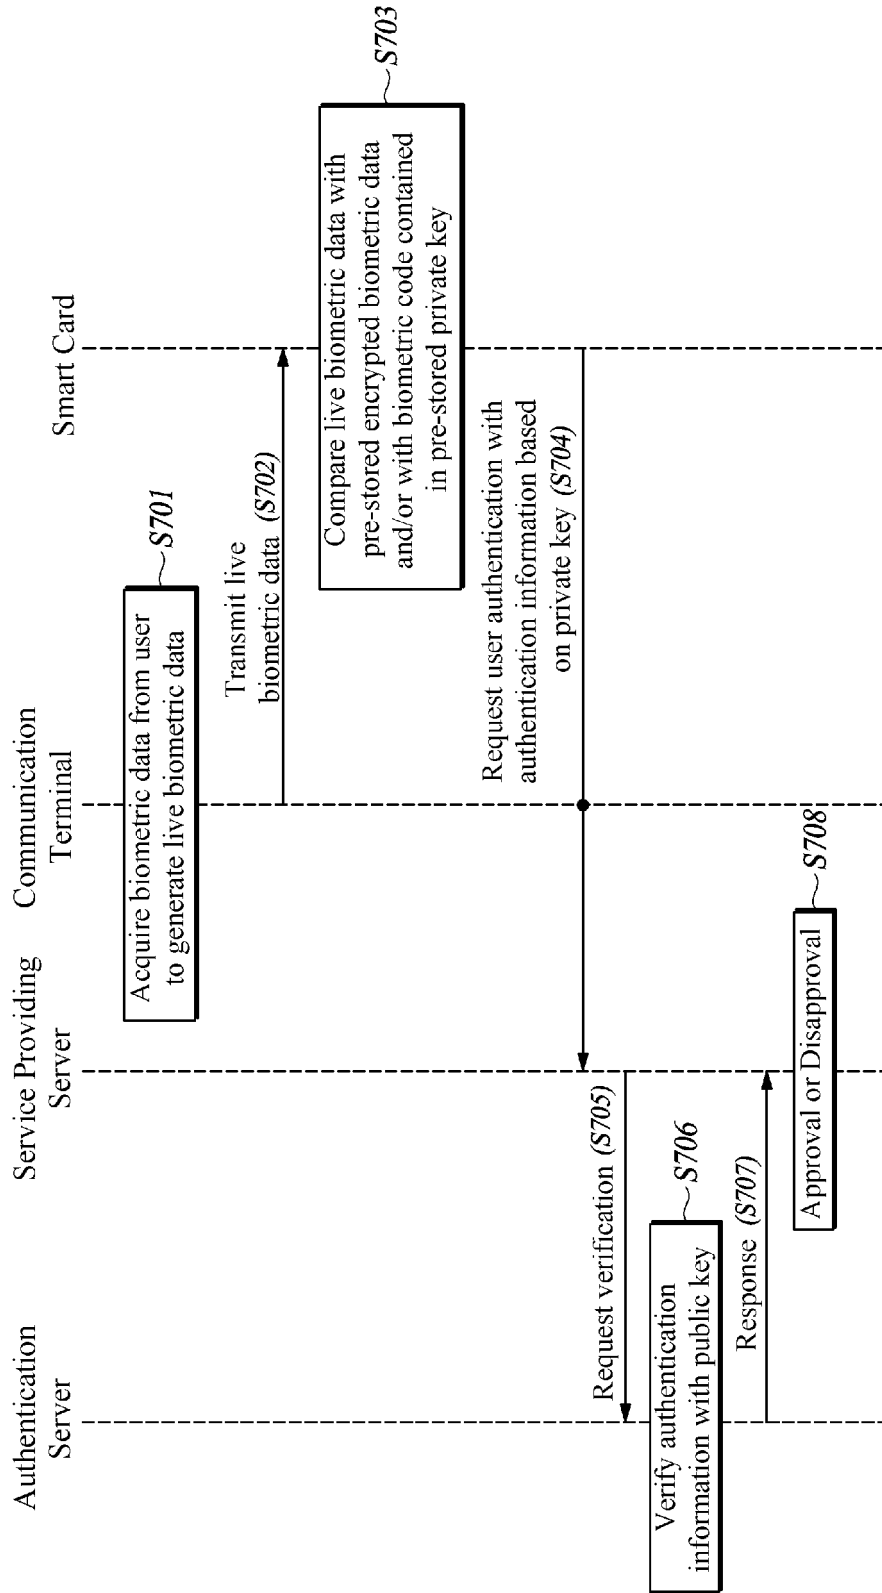 Authentication
Server
Service Providing
Server
Communication
Terminal
Smart Card
Acquire biometric data from user
to generate live biometric data
S701
Transmit live
biometric data (S702)
Compare live biometric data with
pre-stored encrypted biometric data
and/or with biometric code contained
in pre-stored private key
S703
Request user authentication with
authentication information based
on private key (S704)
Request verification (S705)
Verify authentication
information with public key
S706
Response (S707)
Approval or Disapproval
S708